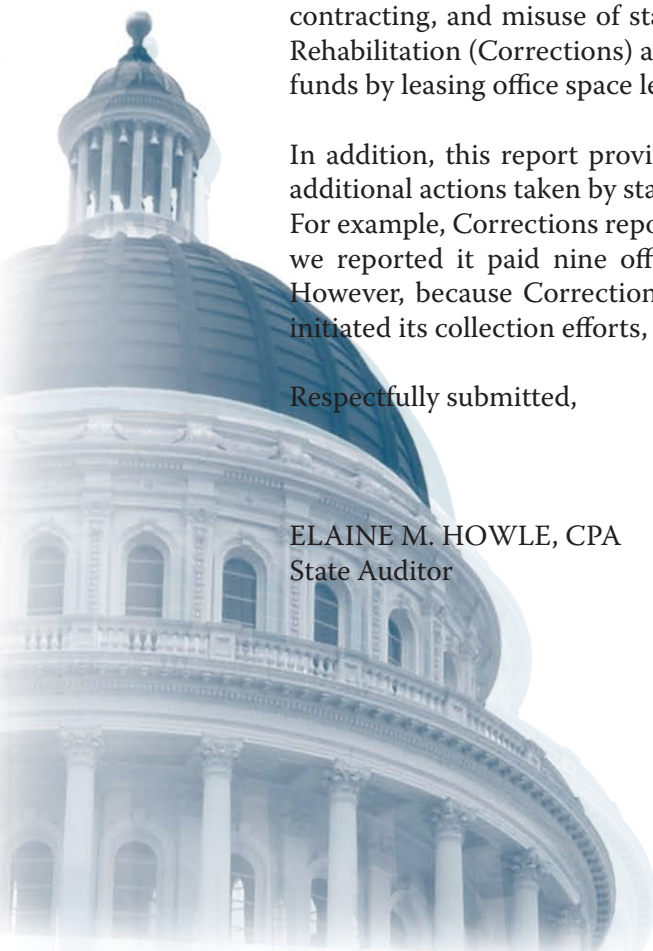 contracting, and misuse of sta
Rehabilitation (Corrections) a
funds by leasing office space le
In addition, this report provi
additional actions taken by sta
For example, Corrections repo
we reported it paid nine off
However, because Correction
initiated its collection efforts,
Respectfully submitted,
ELAINE M. HOWLE, CPA
State Auditor